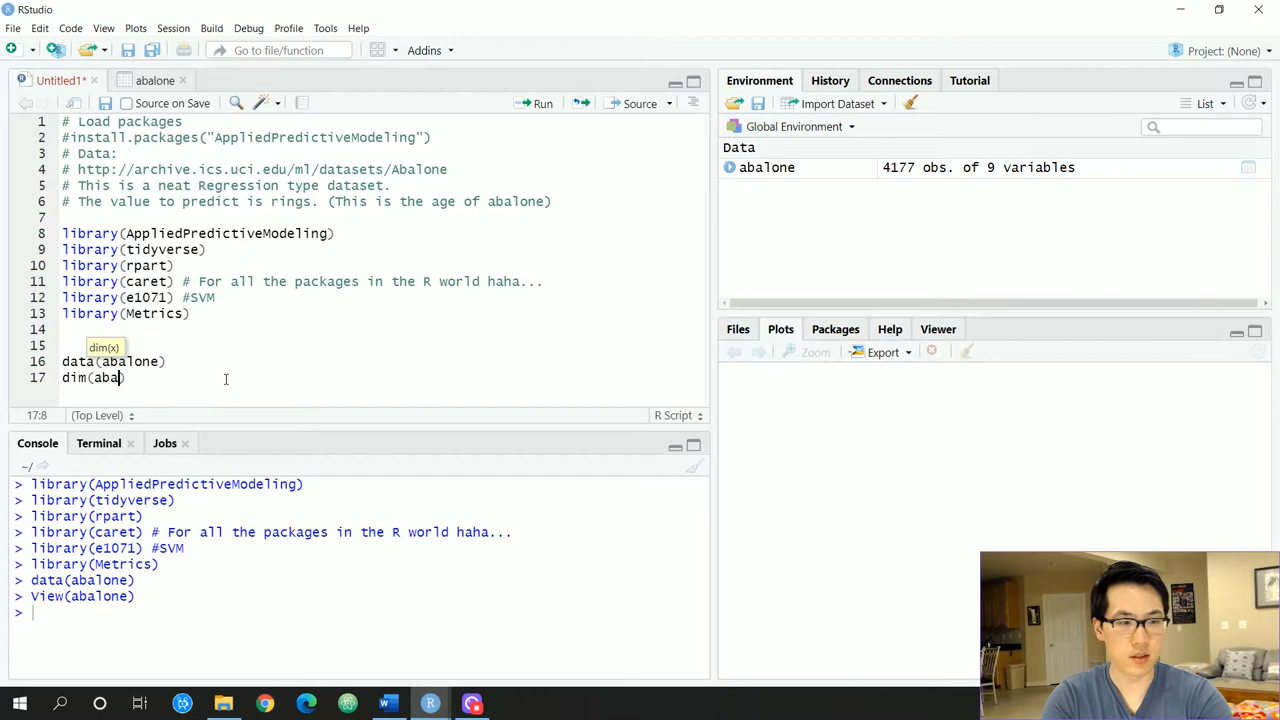 RStudio
File Edit Code View Plots Session Build Debug Profile Tools Help
Go to file/function Addins Project: (None)
Untitled1* abalone
Source on Save Run Source
1 # Load packages
2 #install.packages("AppliedPredictiveModeling")
3 # Data:
4 # http://archive.ics.uci.edu/ml/datasets/Abalone
5 # This is a neat Regression type dataset.
6 # The value to predict is rings. (This is the age of abalone)
7
8 library(AppliedPredictiveModeling)
9 library(tidyverse)
10 library(rpart)
11 library(caret) # For all the packages in the R world haha...
12 library(e1071) #SVM
13 library(Metrics)
14
15
dim(x)
16 data(abalone)
17 dim(aba)
17:8 (Top Level) R Script
Console Terminal Jobs
~/
> library(AppliedPredictiveModeling)
> library(tidyverse)
> library(rpart)
> library(caret) # For all the packages in the R world haha...
> library(e1071) #SVM
> library(Metrics)
> data(abalone)
> View(abalone)
>
Environment History Connections Tutorial
Import Dataset List
Global Environment
Data
abalone 4177 obs. of 9 variables
Files Plots Packages Help Viewer
Zoom Export